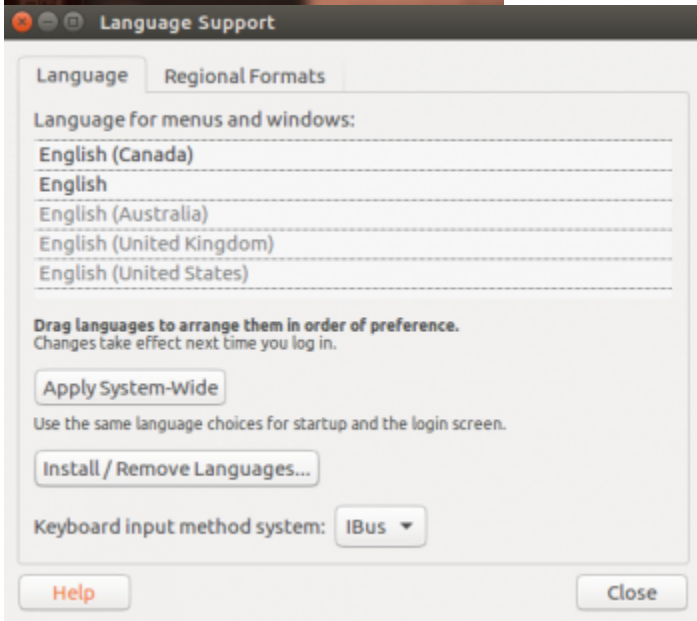 Language Support
Language Regional Formats
Language for menus and windows:
English (Canada)
English
English (Australia)
English (United Kingdom)
English (United States)
Drag languages to arrange them in order of preference.
Changes take effect next time you log in.
Apply System-Wide
Use the same language choices for startup and the login screen.
Install / Remove Languages...
Keyboard input method system: IBus
Help Close